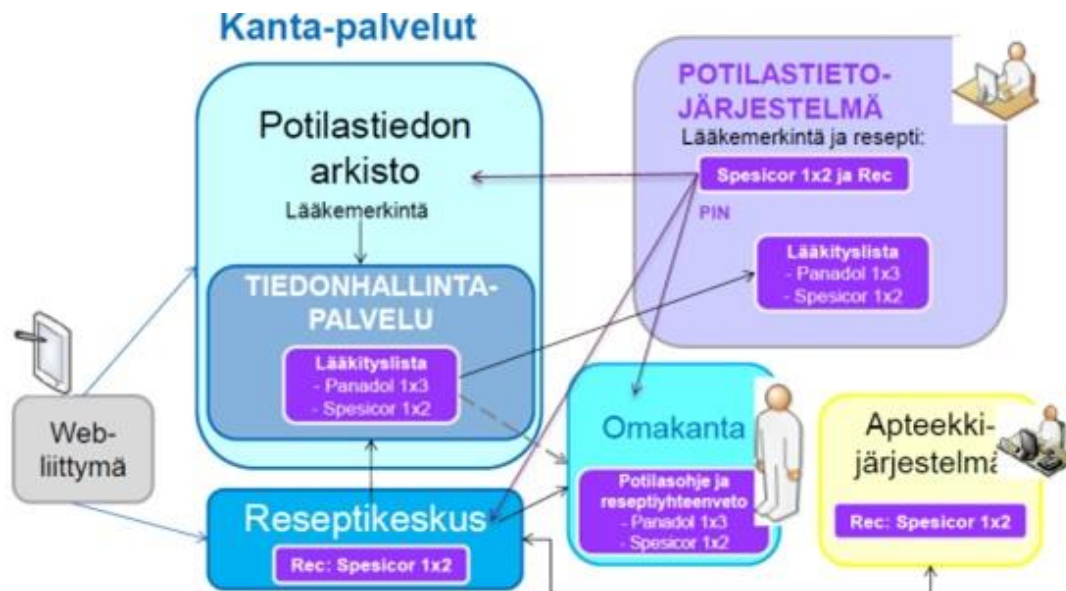 Kanta-palvelut
Potilastiedon
arkisto
Lääkemerkintä
TIEDONHALLINTA-
PALVELU
Lääkityslista
- Panadol 1x3
- Spesicor 1x2
POTILASTIETO-
JÄRJESTELMÄ
Lääkemerkintä ja resepti:
Spesicor 1x2 ja Rec
PIN
Lääkityslista
- Panadol 1x3
- Spesicor 1x2
Web-
liittymä
Reseptikeskus
Rec: Spesicor 1x2
Omakanta
Potilasohje ja
reseptiyhteenveto
- Panadol 1x3
- Spesicor 1x2
Apteekki-
järjestelmä
Rec: Spesicor 1x2